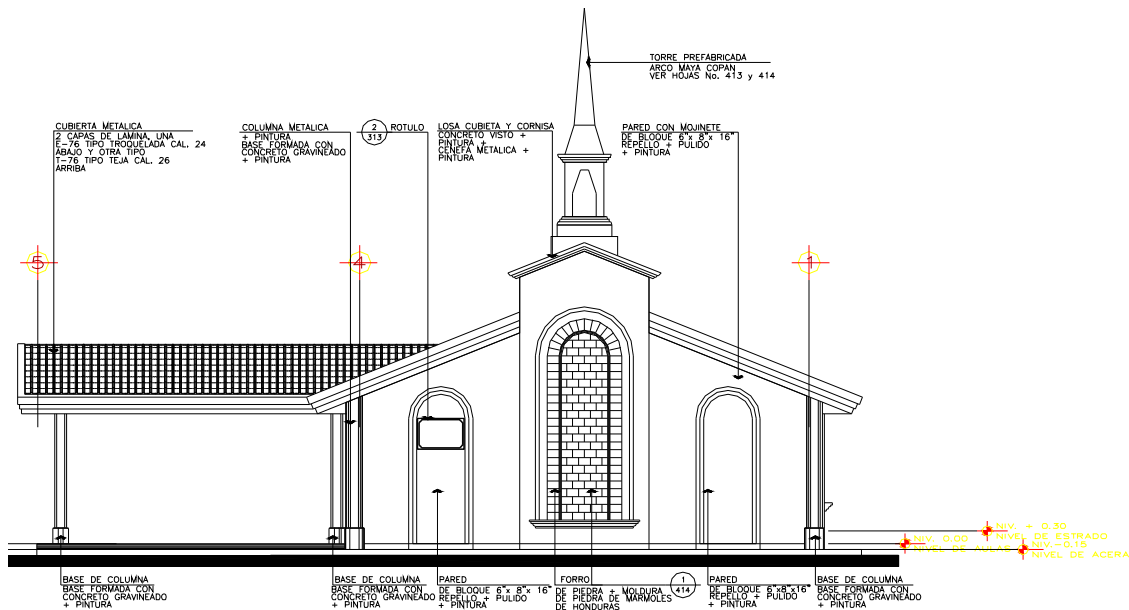 TORRE PREFABRICADA
ARCO MAYA COPAN
VER HOJAS No. 413 y 414
CUBIERTA METALICA
2 CAPAS DE LAMINA, UNA
E-76 TIPO TROQUELADA CAL. 24
ABAJO Y OTRA TIPO
T-76 TIPO TEJA CAL. 26
ARRIBA
COLUMNA METALICA
+ PINTURA
BASE FORMADA CON
CONCRETO GRAVINEADO
+ PINTURA
2
313
ROTULO
LOSA CUBIETA Y CORNISA
CONCRETO VISTO +
PINTURA +
CENEFA METALICA +
PINTURA
PARED CON MOJINETE
DE BLOQUE 6"x 8"x 16"
REPELLO + PULIDO
+ PINTURA
5
4
1
NIV. + 0.30
NIVEL DE ESTRADO
NIV. 0.00
NIVEL DE AULAS
NIV.-0.15
NIVEL DE ACERA
BASE DE COLUMNA
BASE FORMADA CON
CONCRETO GRAVINEADO
+ PINTURA
BASE DE COLUMNA
BASE FORMADA CON
CONCRETO GRAVINEADO
+ PINTURA
PARED
DE BLOQUE 6"x 8"x 16"
REPELLO + PULIDO
+ PINTURA
FORRO
DE PIEDRA + MOLDURA
DE PIEDRA DE MARMOLES
DE HONDURAS
1
414
PARED
DE BLOQUE 6"x8"x16"
REPELLO + PULIDO
+ PINTURA
BASE DE COLUMNA
BASE FORMADA CON
CONCRETO GRAVINEADO
+ PINTURA